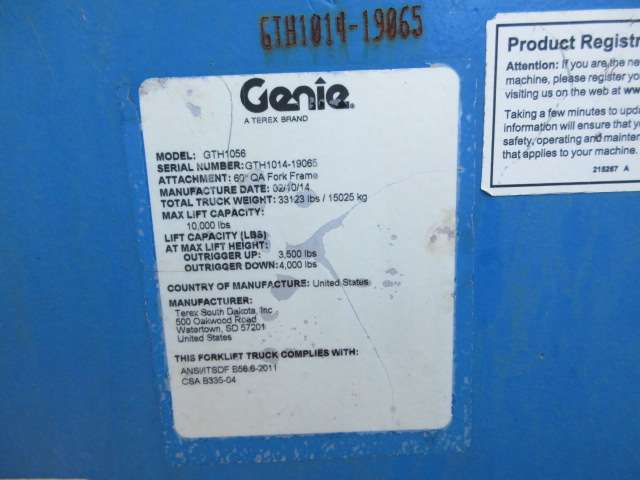 GTH1014-19065
Genie
A TEREX BRAND
MODEL: GTH1056
SERIAL NUMBER: GTH1014-19065
ATTACHMENT: 60" QA Fork Frame
MANUFACTURE DATE: 02/10/14
TOTAL TRUCK WEIGHT: 33123 lbs / 15025 kg
MAX LIFT CAPACITY:
10,000 lbs
LIFT CAPACITY (LBS)
AT MAX LIFT HEIGHT:
OUTRIGGER UP: 3,500 lbs
OUTRIGGER DOWN: 4,000 lbs
COUNTRY OF MANUFACTURE: United States
MANUFACTURER:
Terex South Dakota, Inc
500 Oakwood Road
Watertown, SD 57201
United States
THIS FORKLIFT TRUCK COMPLIES WITH:
ANSI/ITSDF B56.6-2011
CSA B335-04
Product Registr
Attention: If you are the ne
machine, please register you
visiting us on the web at ww
Taking a few minutes to upda
information will ensure that y
safety, operating and mainter
that applies to your machine.
215267 A